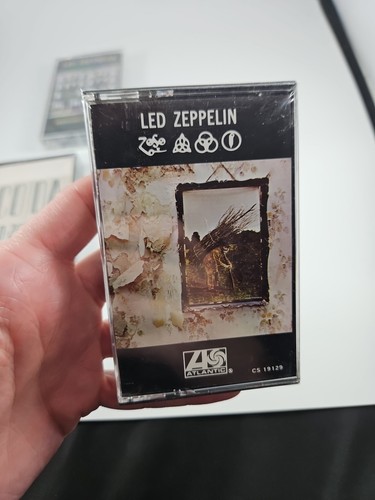 LED ZEPPELIN
ATLANTIC®
CS 19129